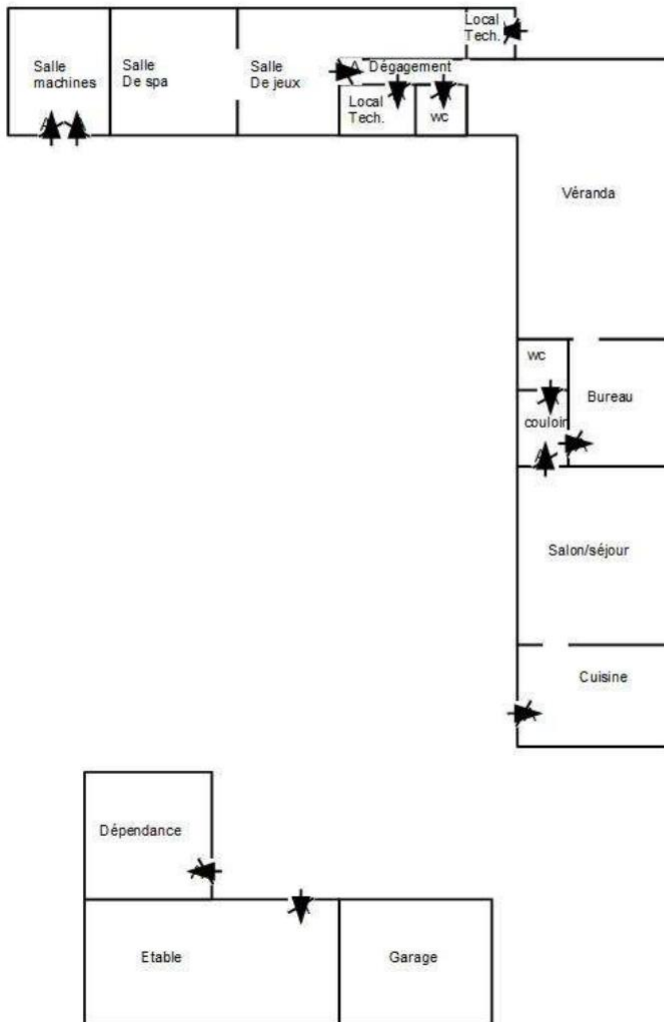 Local
Tech.
Salle
machines
Salle
De spa
Salle
De jeux
Dégagement
Local
Tech.
wc
Véranda
wc
Bureau
couloir
Salon/séjour
Cuisine
Dépendance
Etable
Garage